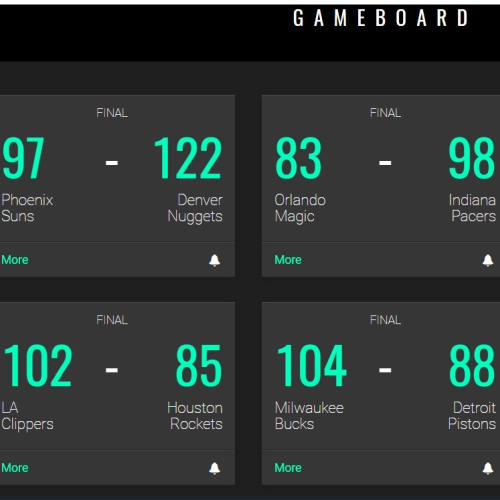 GAMEBOARD
FINAL
97 - 122
Phoenix Suns
Denver Nuggets
More
FINAL
83 - 98
Orlando Magic
Indiana Pacers
More
FINAL
102 - 85
LA Clippers
Houston Rockets
More
FINAL
104 - 88
Milwaukee Bucks
Detroit Pistons
More